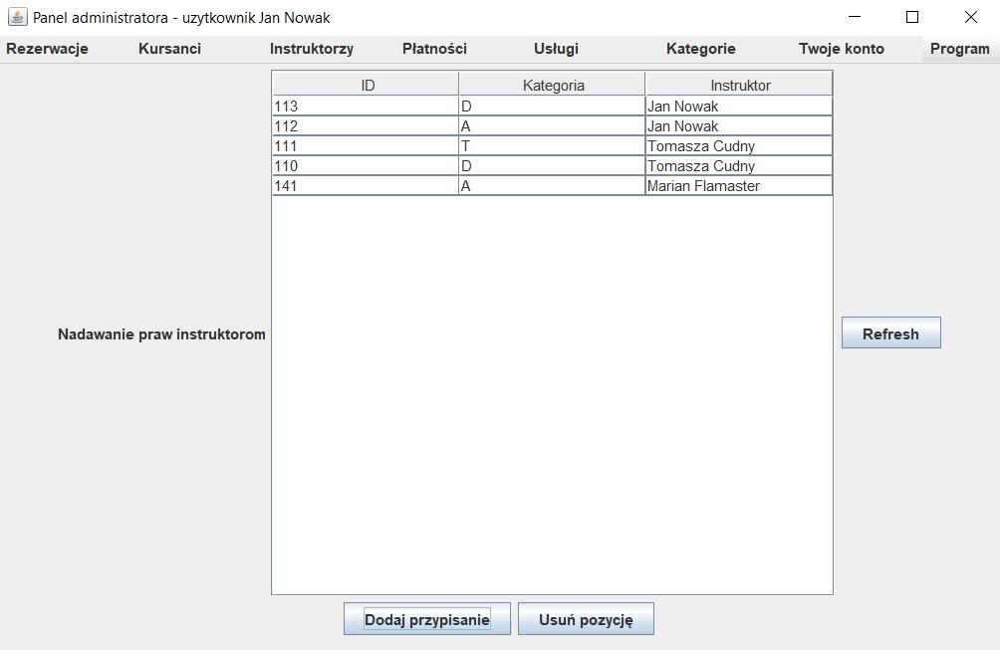 Panel administratora - uzytkownik Jan Nowak
Rezerwacje Kursanci Instruktorzy Płatności Usługi Kategorie Twoje konto Program
ID Kategoria Instruktor
113 D Jan Nowak
112 A Jan Nowak
111 T Tomasza Cudny
110 D Tomasza Cudny
141 A Marian Flamaster
Nadawanie praw instruktorom
Refresh
Dodaj przypisanie Usuń pozycję